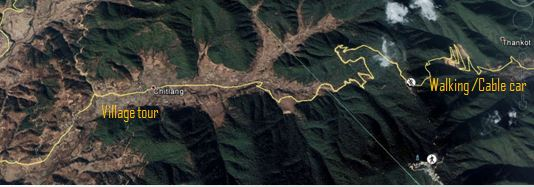 Thankot
Walking /Cable car
Chitlang
Village tour